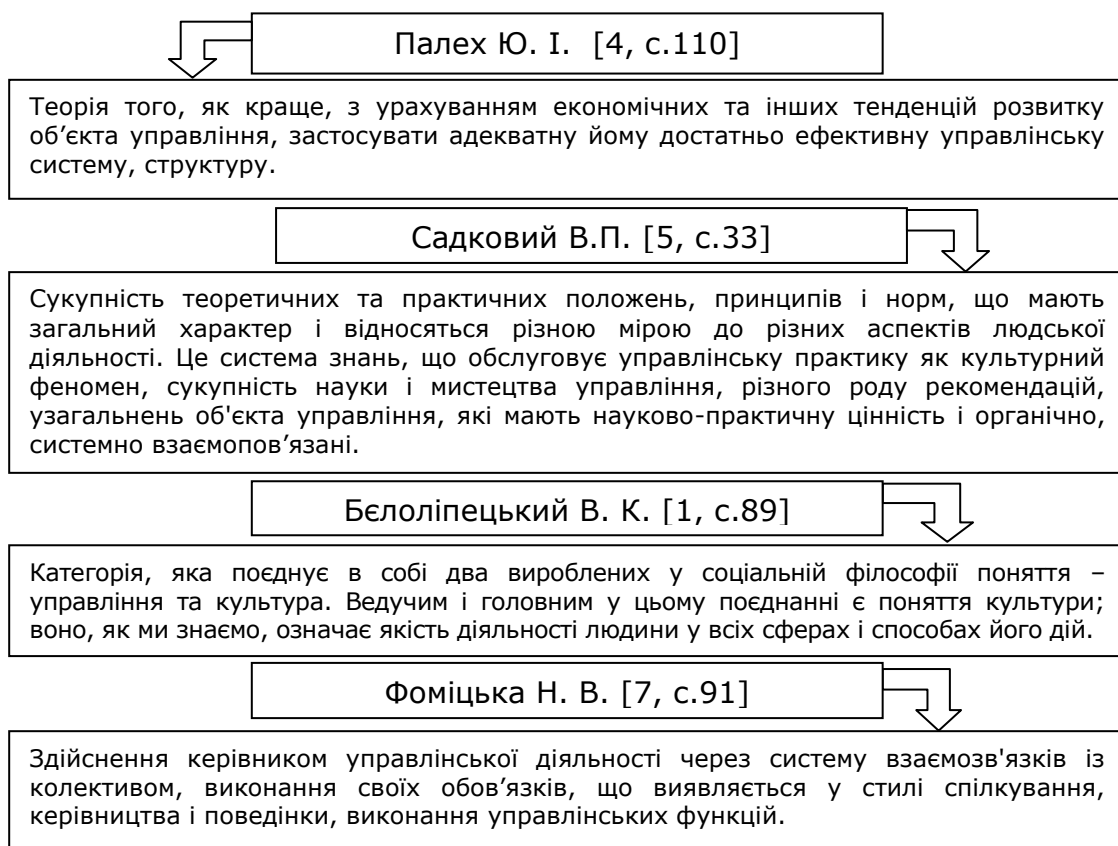 Палех Ю. І. [4, с.110]
Теорія того, як краще, з урахуванням економічних та інших тенденцій розвитку
об’єкта управління, застосувати адекватну йому достатньо ефективну управлінську
систему, структуру.
Садковий В.П. [5, с.33]
Сукупність теоретичних та практичних положень, принципів і норм, що мають
загальний характер і відносяться різною мірою до різних аспектів людської
діяльності. Це система знань, що обслуговує управлінську практику як культурний
феномен, сукупність науки і мистецтва управління, різного роду рекомендацій,
узагальнень об'єкта управління, які мають науково-практичну цінність і органічно,
системно взаємопов’язані.
Бєлоліпецький В. К. [1, с.89]
Категорія, яка поєднує в собі два вироблених у соціальній філософії поняття –
управління та культура. Ведучим і головним у цьому поєднанні є поняття культури;
воно, як ми знаємо, означає якість діяльності людини у всіх сферах і способах його дій.
Фоміцька Н. В. [7, с.91]
Здійснення керівником управлінської діяльності через систему взаємозв'язків із
колективом, виконання своїх обов’язків, що виявляється у стилі спілкування,
керівництва і поведінки, виконання управлінських функцій.